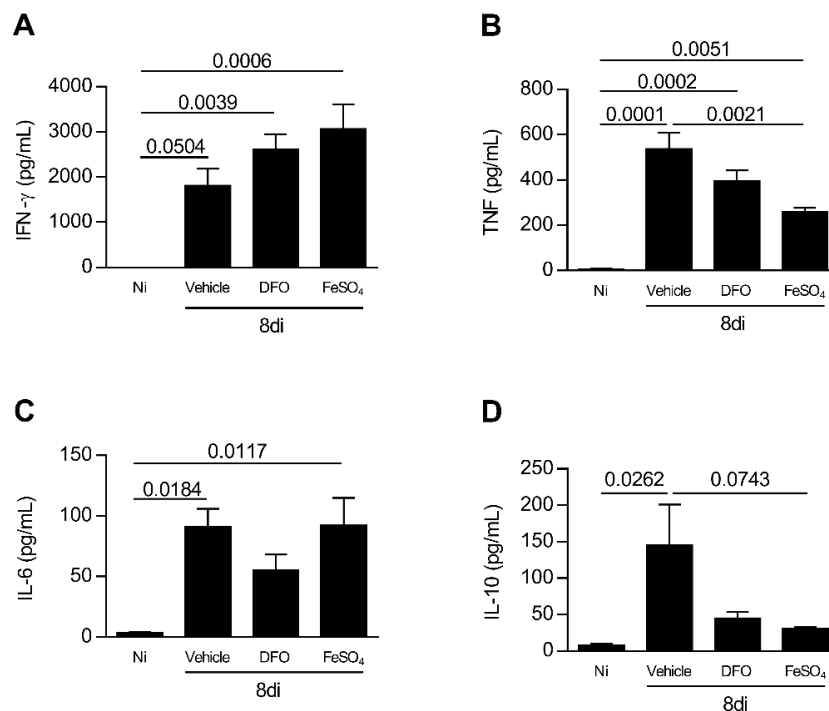 A
0.0006
0.0039
0.0504
4000
3000
2000
1000
0
IFN-γ (pg/mL)
Ni Vehicle DFO FeSO₄
8di
B
0.0051
0.0002
0.0001 0.0021
800
600
400
200
0
TNF (pg/mL)
Ni Vehicle DFO FeSO₄
8di
C
0.0117
0.0184
150
100
50
0
IL-6 (pg/mL)
Ni Vehicle DFO FeSO₄
8di
D
0.0262 0.0743
250
200
150
100
50
0
IL-10 (pg/mL)
Ni Vehicle DFO FeSO₄
8di